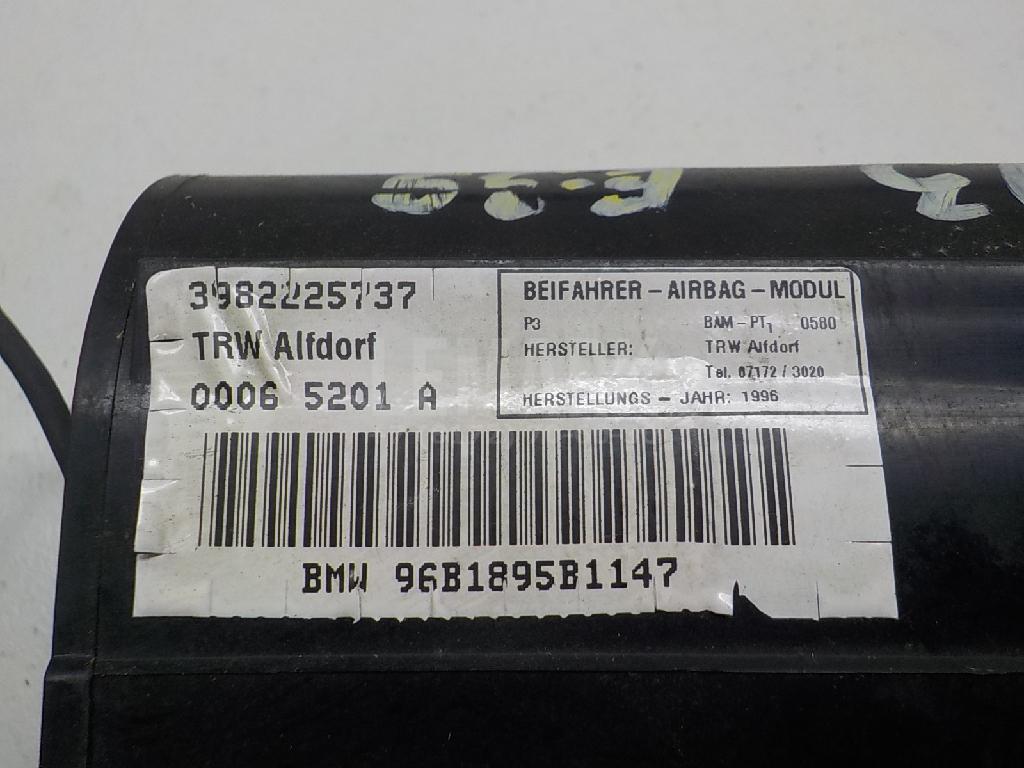 E-39
3982225737
TRW Alfdorf
0006 5201 A
BEIFAHRER – AIRBAG – MODUL
P3 BAM – PT1 0580
HERSTELLER: TRW Alfdorf
Tel. 07172 / 3020
HERSTELLUNGS – JAHR: 1996
BMW 96B1895B1147